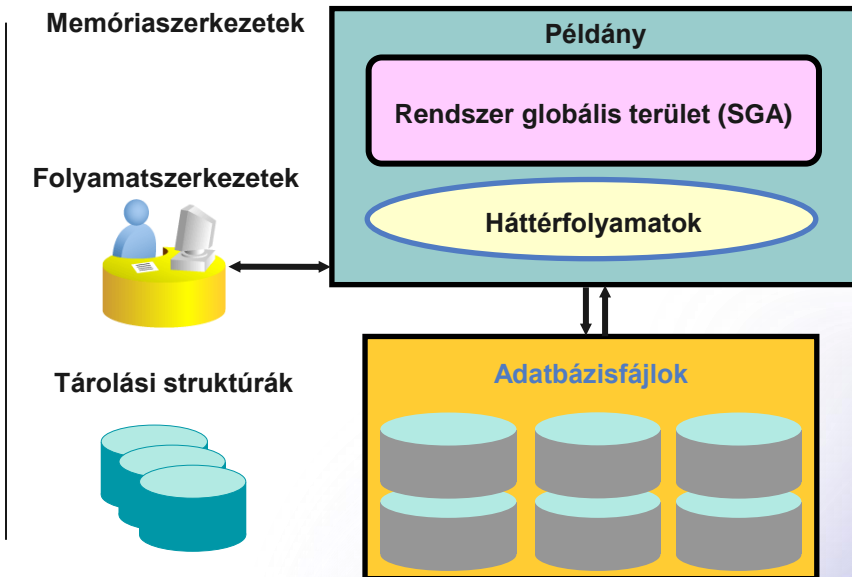 Memóriaszerkezetek
Példány
Rendszer globális terület (SGA)
Folyamatszerkezetek
Háttérfolyamatok
Tárolási struktúrák
Adatbázisfájlok